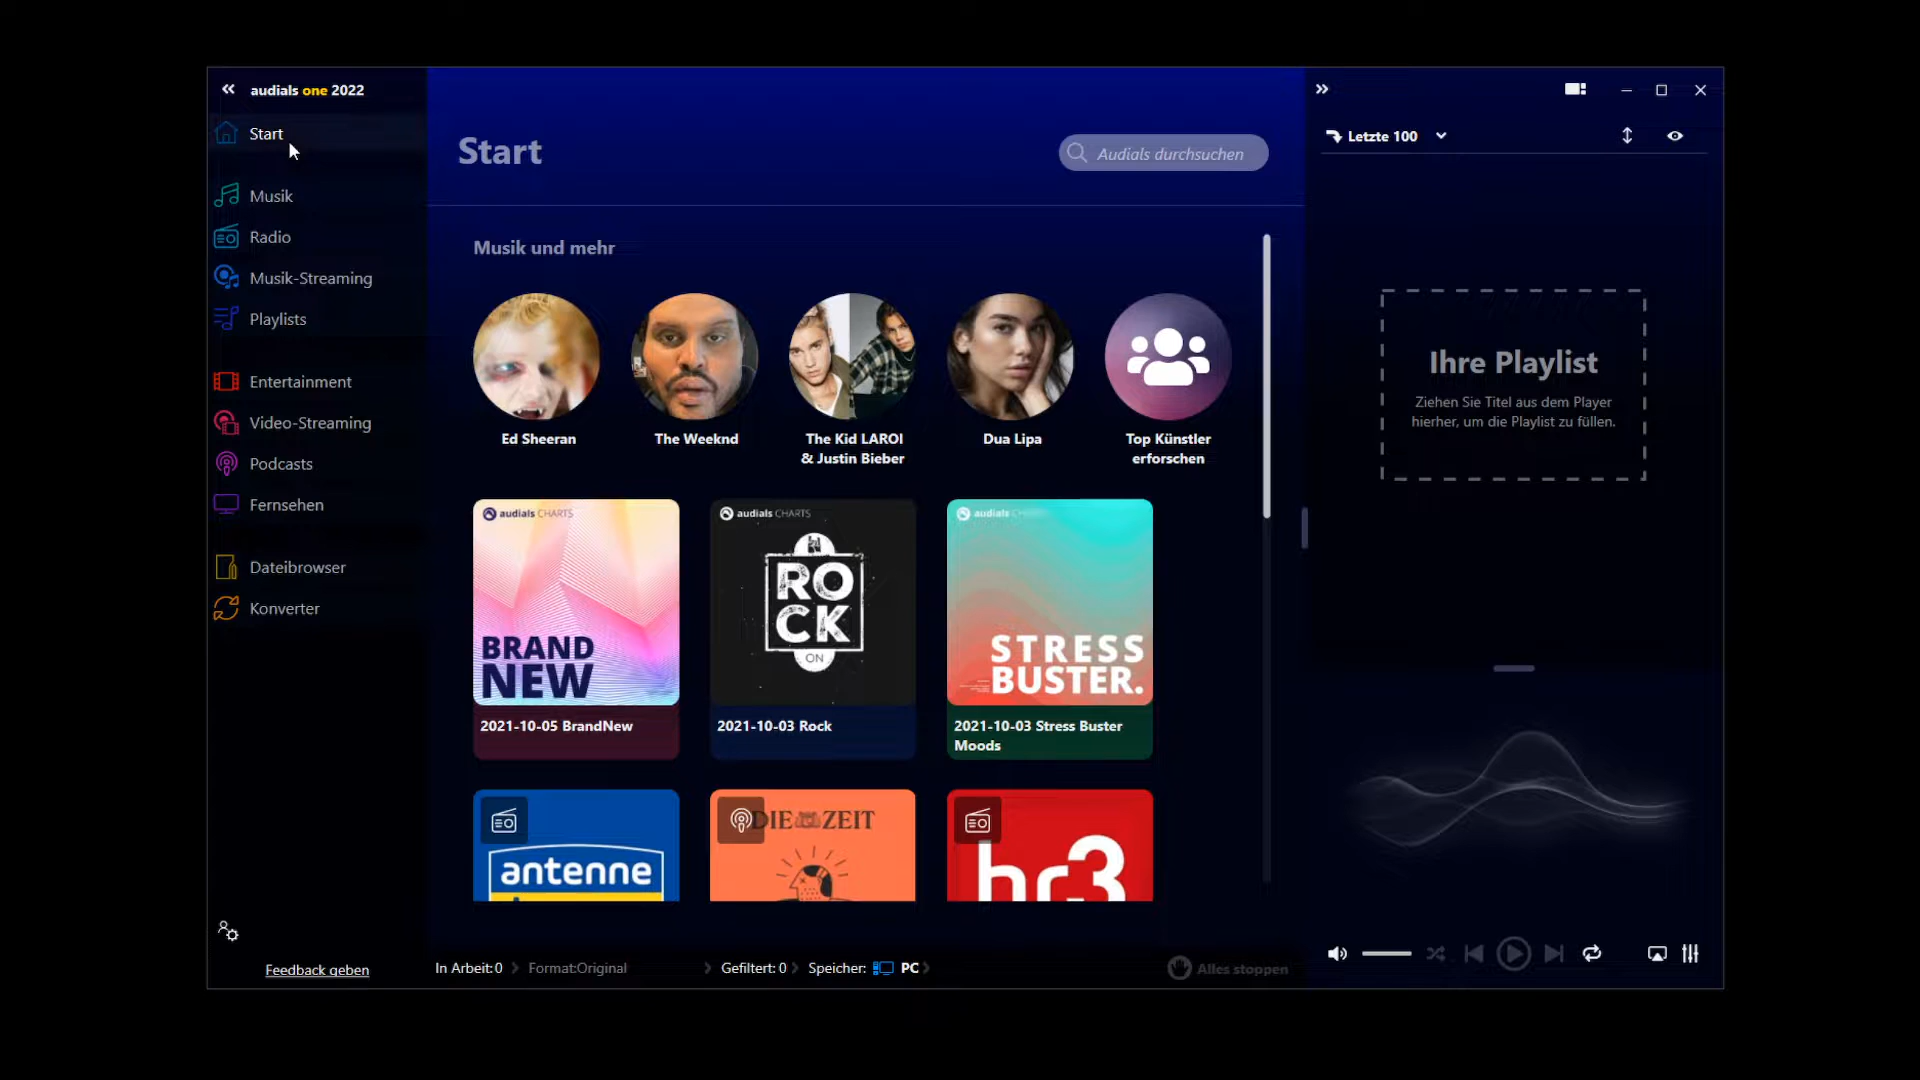 audials one 2022
Start
Musik
Radio
Musik-Streaming
Playlists
Entertainment
Video-Streaming
Podcasts
Fernsehen
Dateibrowser
Konverter
Feedback geben
Start
Audials durchsuchen
Musik und mehr
Ed Sheeran
The Weeknd
The Kid LAROI
& Justin Bieber
Dua Lipa
Top Künstler
erforschen
audials CHARTS
BRAND
NEW
2021-10-05 BrandNew
audials CHARTS
RO
CK
ON
2021-10-03 Rock
audials
STRESS
BUSTER.
2021-10-03 Stress Buster
Moods
antenne
DIE ZEIT
hr3
In Arbeit:0
Format:Original
Gefiltert: 0
Speicher:
PC
Alles stoppen
Letzte 100
Ihre Playlist
Ziehen Sie Titel aus dem Player
hierher, um die Playlist zu füllen.